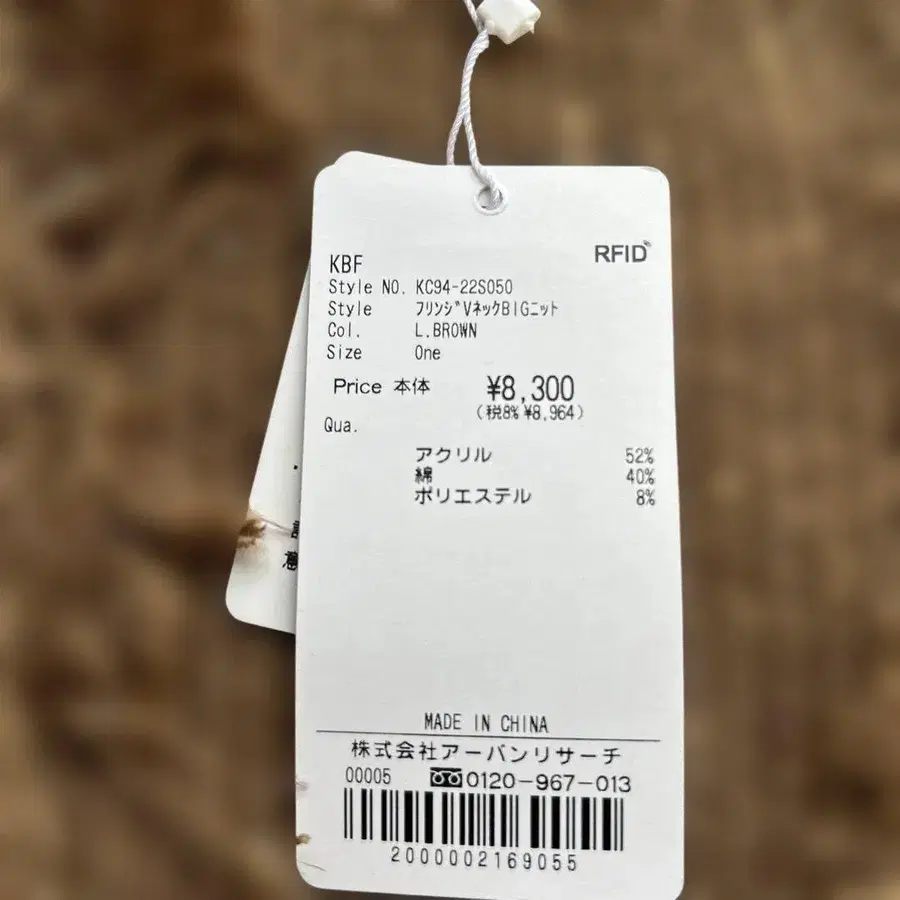 RFID
KBF
Style NO. KC94-22S050
Style フリンジVネックBIGニット
Col. L.BROWN
Size One
Price 本体 ¥8,300
(税8% ¥8,964)
Qua.
アクリル 52%
綿 40%
ポリエステル 8%
MADE IN CHINA
株式会社アーバンリサーチ
00005 0120-967-013
2000002169055